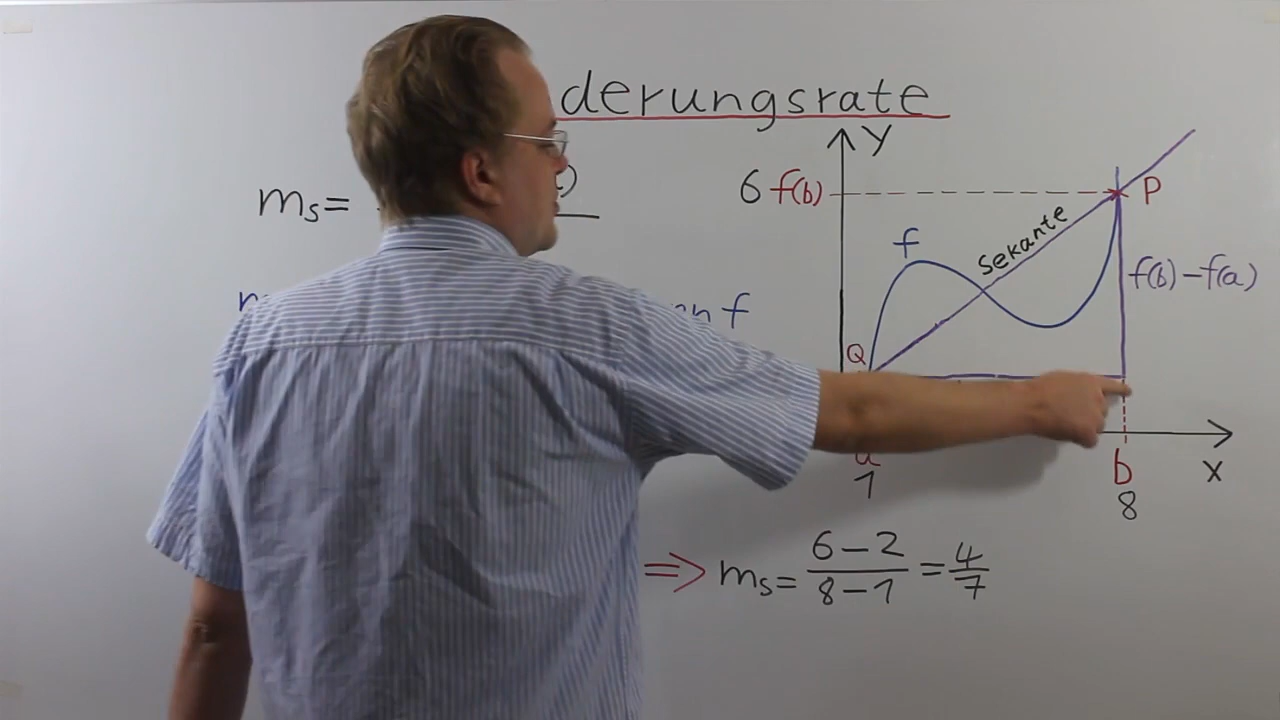 derungsrate
y
6 f(b)
P
mₛ=
f
Sekante
f(b)-f(a)
f
Q
a
b
x
1
8
=> mₛ= 6-2 / 8-1 = 4/7